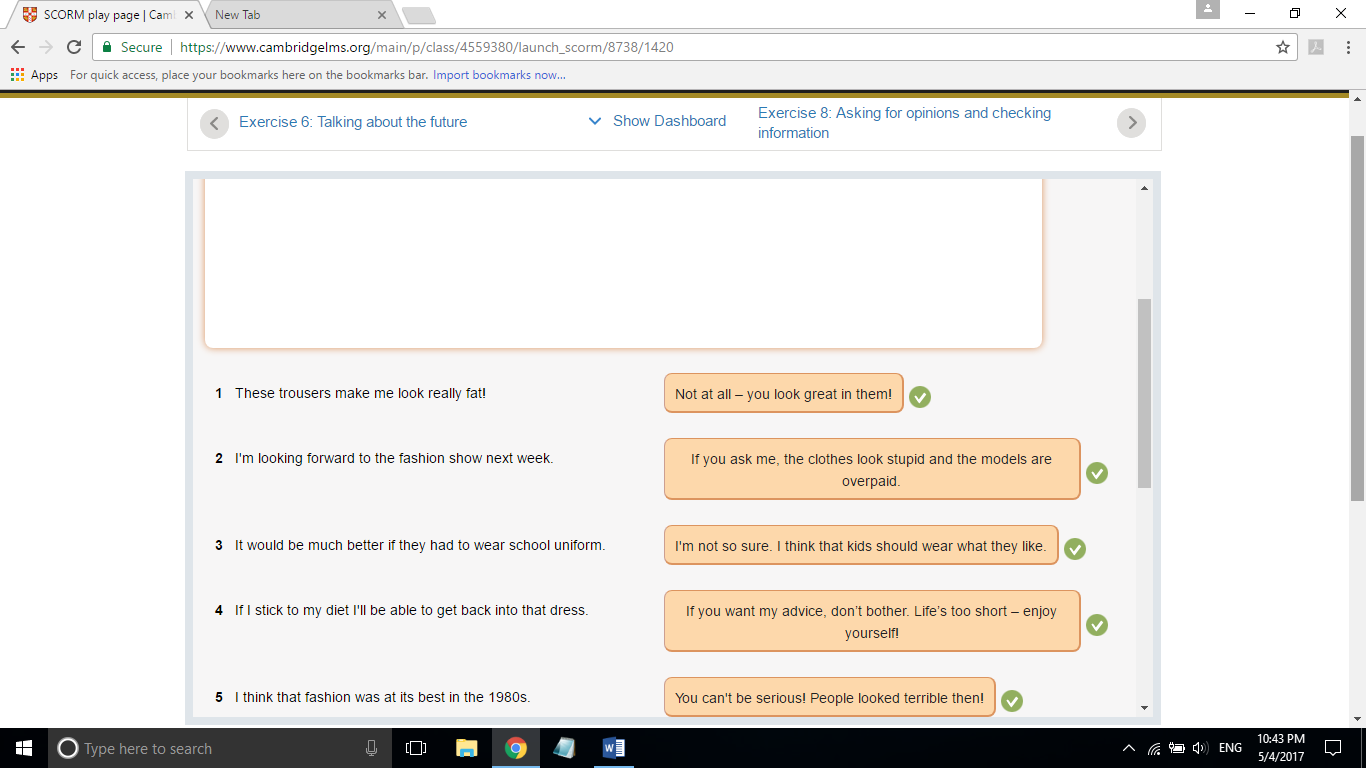 SCORM play page | Cam
New Tab
Secure
https://www.cambridgelms.org/main/p/class/4559380/launch_scorm/8738/1420
Apps
For quick access, place your bookmarks here on the bookmarks bar. Import bookmarks now...
Exercise 6: Talking about the future
Show Dashboard
Exercise 8: Asking for opinions and checking
information
1 These trousers make me look really fat!
Not at all – you look great in them!
2 I'm looking forward to the fashion show next week.
If you ask me, the clothes look stupid and the models are
overpaid.
3 It would be much better if they had to wear school uniform.
I'm not so sure. I think that kids should wear what they like.
4 If I stick to my diet I'll be able to get back into that dress.
If you want my advice, don’t bother. Life’s too short – enjoy
yourself!
5 I think that fashion was at its best in the 1980s.
You can't be serious! People looked terrible then!
Type here to search
ENG
10:43 PM
5/4/2017